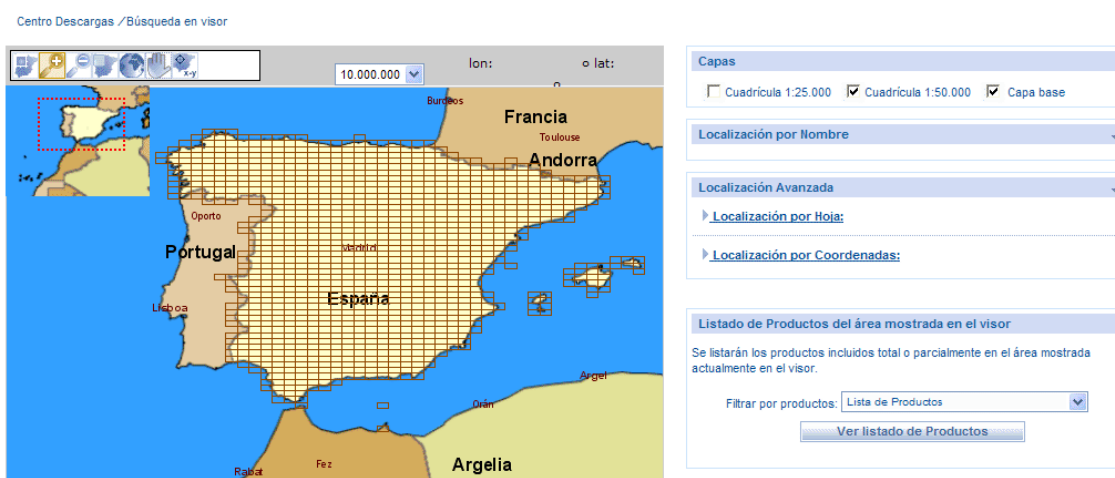 Centro Descargas /Búsqueda en visor
x-y
10.000.000
lon:
o lat:
o
Capas
Cuadrícula 1:25.000
Cuadrícula 1:50.000
Capa base
Burdeos
Francia
Toulouse
Andorra
Localización por Nombre
Localización Avanzada
Localización por Hoja:
Localización por Coordenadas:
Oporto
Portugal
Madrid
España
Lisboa
Argel
Orán
Rabat
Fez
Argelia
Listado de Productos del área mostrada en el visor
Se listarán los productos incluidos total o parcialmente en el área mostrada
actualmente en el visor.
Filtrar por productos:
Lista de Productos
Ver listado de Productos